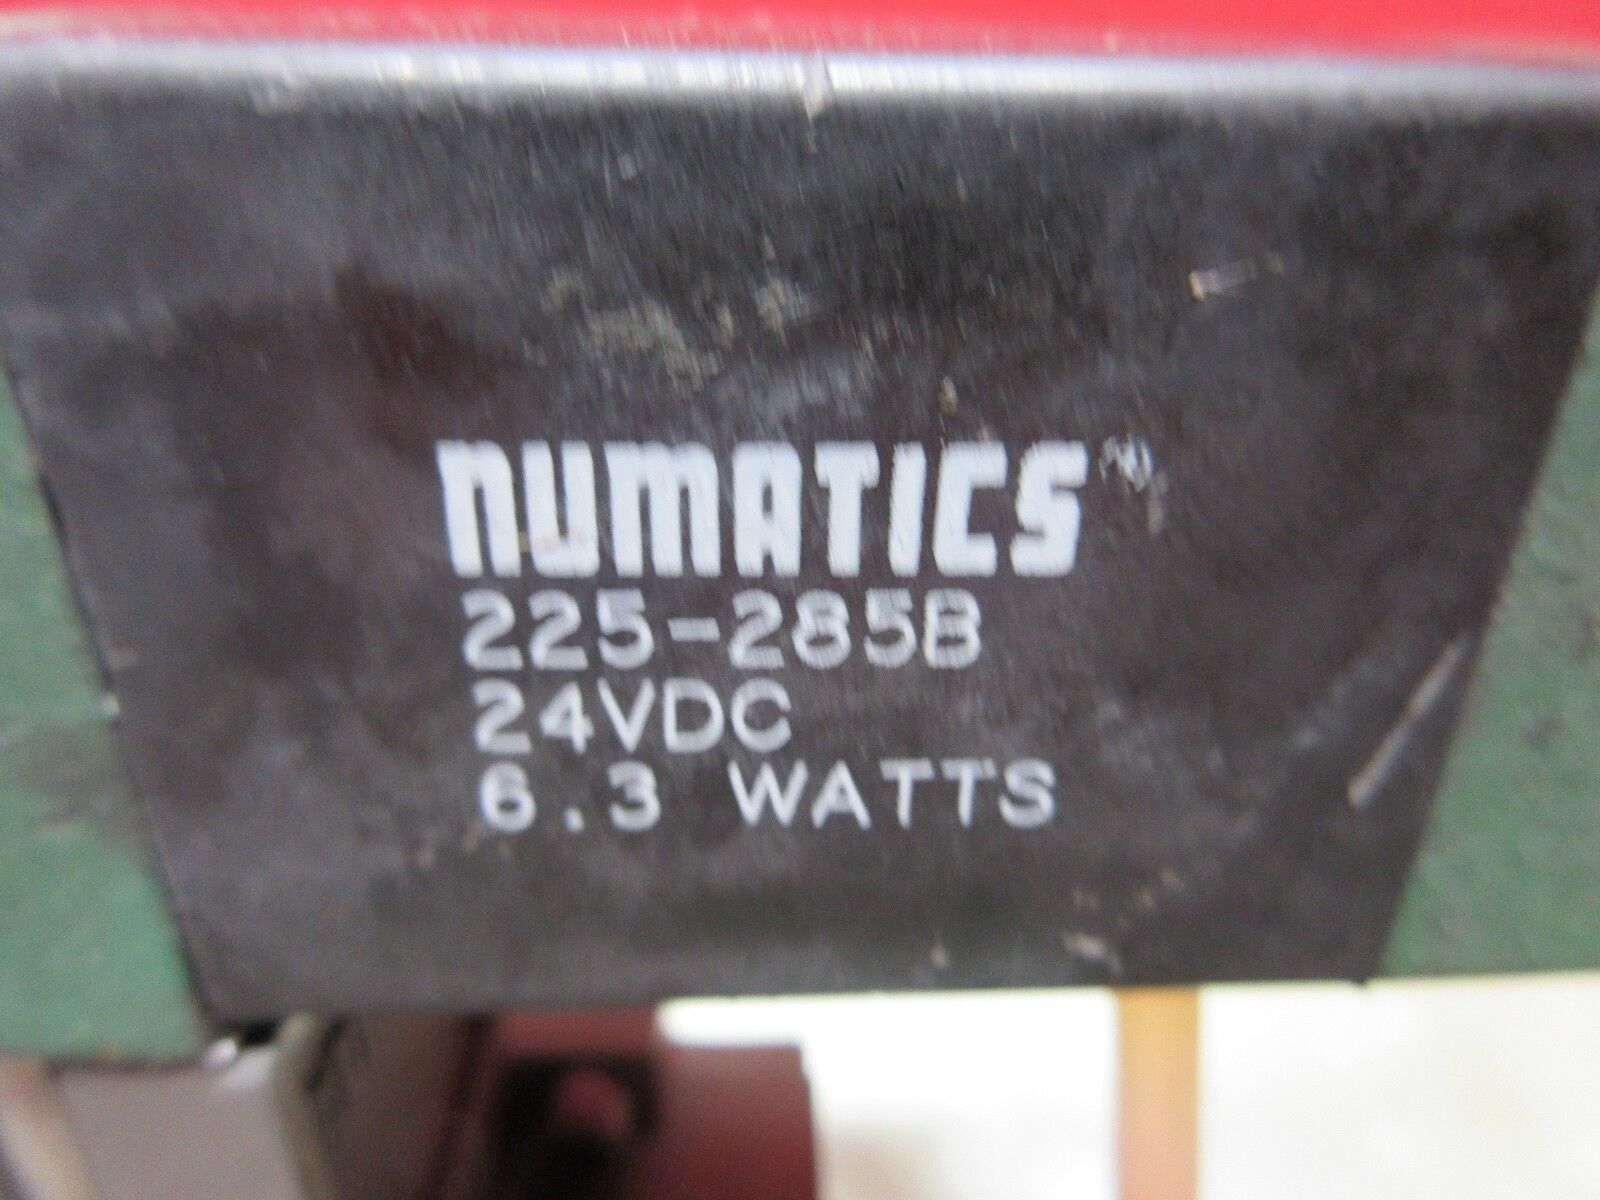 NUMATICS
225-285B
24VDC
6.3 WATTS